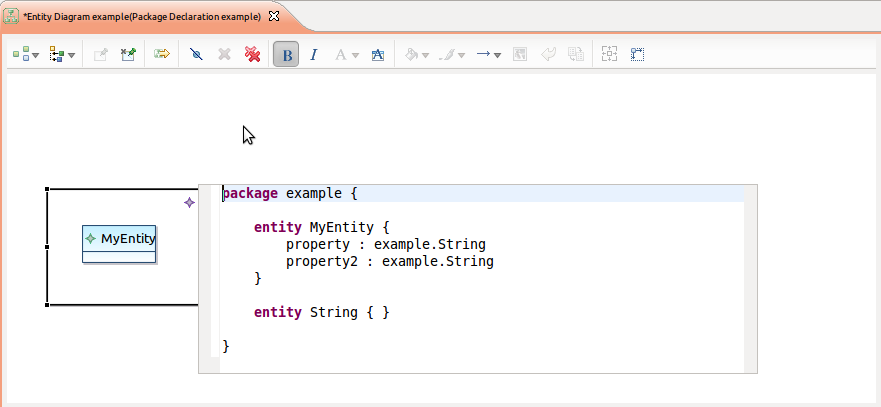 *Entity Diagram example(Package Declaration example)
B I A A
MyEntity
package example {
entity MyEntity {
property : example.String
property2 : example.String
}
entity String { }
}